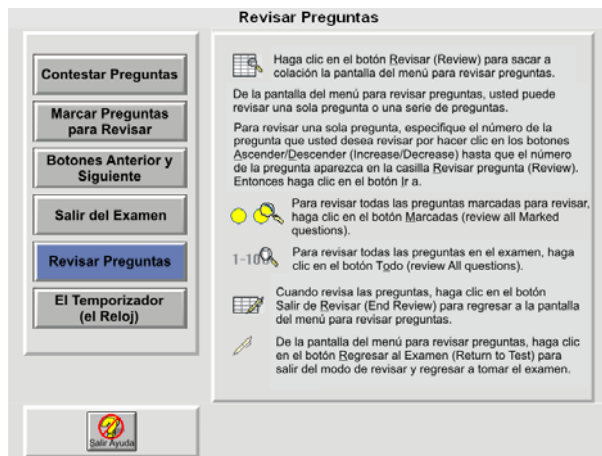 Revisar Preguntas
Contestar Preguntas
Marcar Preguntas
para Revisar
Botones Anterior y
Siguiente
Salir del Examen
Revisar Preguntas
El Temporizador
(el Reloj)
Salir Ayuda
Haga clic en el botón Revisar (Review) para sacar a
colación la pantalla del menú para revisar preguntas.
De la pantalla del menú para revisar preguntas, usted puede
revisar una sola pregunta o una serie de preguntas.
Para revisar una sola pregunta, especifique el número de la
pregunta que usted desea revisar por hacer clic en los botones
Ascender/Descender (Increase/Decrease) hasta que el número
de la pregunta aparezca en la casilla Revisar pregunta (Review).
Entonces haga clic en el botón Ir a.
Para revisar todas las preguntas marcadas para revisar,
haga clic en el botón Marcadas (review all Marked
questions).
1-100
Para revisar todas las preguntas en el examen, haga
clic en el botón Todo (review All questions).
Cuando revisa las preguntas, haga clic en el botón
Salir de Revisar (End Review) para regresar a la pantalla
del menú para revisar preguntas.
De la pantalla del menú para revisar preguntas, haga clic
en el botón Regresar al Examen (Return to Test) para
salir del modo de revisar y regresar a tomar el examen.